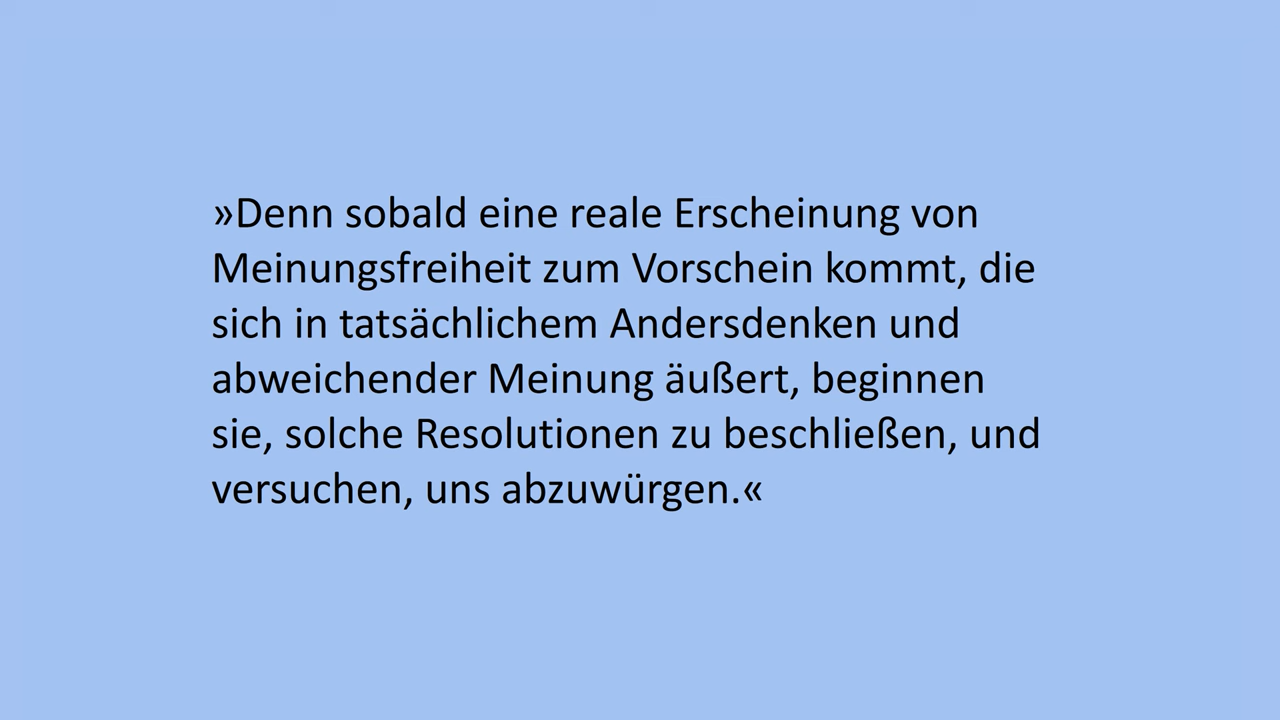 »Denn sobald eine reale Erscheinung von
Meinungsfreiheit zum Vorschein kommt, die
sich in tatsächlichem Andersdenken und
abweichender Meinung äußert, beginnen
sie, solche Resolutionen zu beschließen, und
versuchen, uns abzuwürgen.«